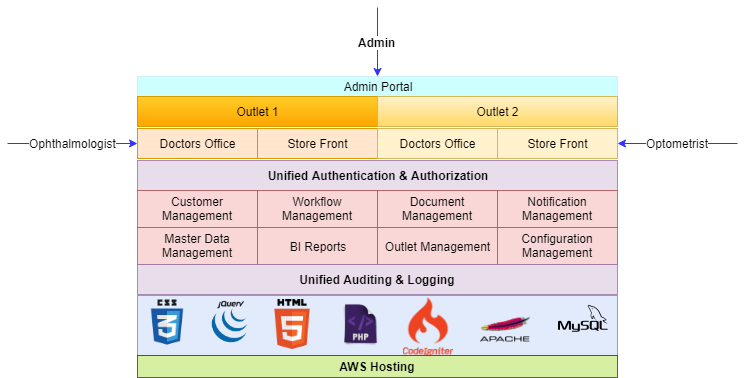 Admin
Admin Portal
Outlet 1
Outlet 2
Ophthalmologist
Doctors Office
Store Front
Doctors Office
Store Front
Optometrist
Unified Authentication & Authorization
Customer
Management
Workflow
Management
Document
Management
Notification
Management
Master Data
Management
BI Reports
Outlet Management
Configuration
Management
Unified Auditing & Logging
CSS
3
jQuery
HTML
5
</>
PHP
CodeIgniter
APACHE
MySQL
AWS Hosting